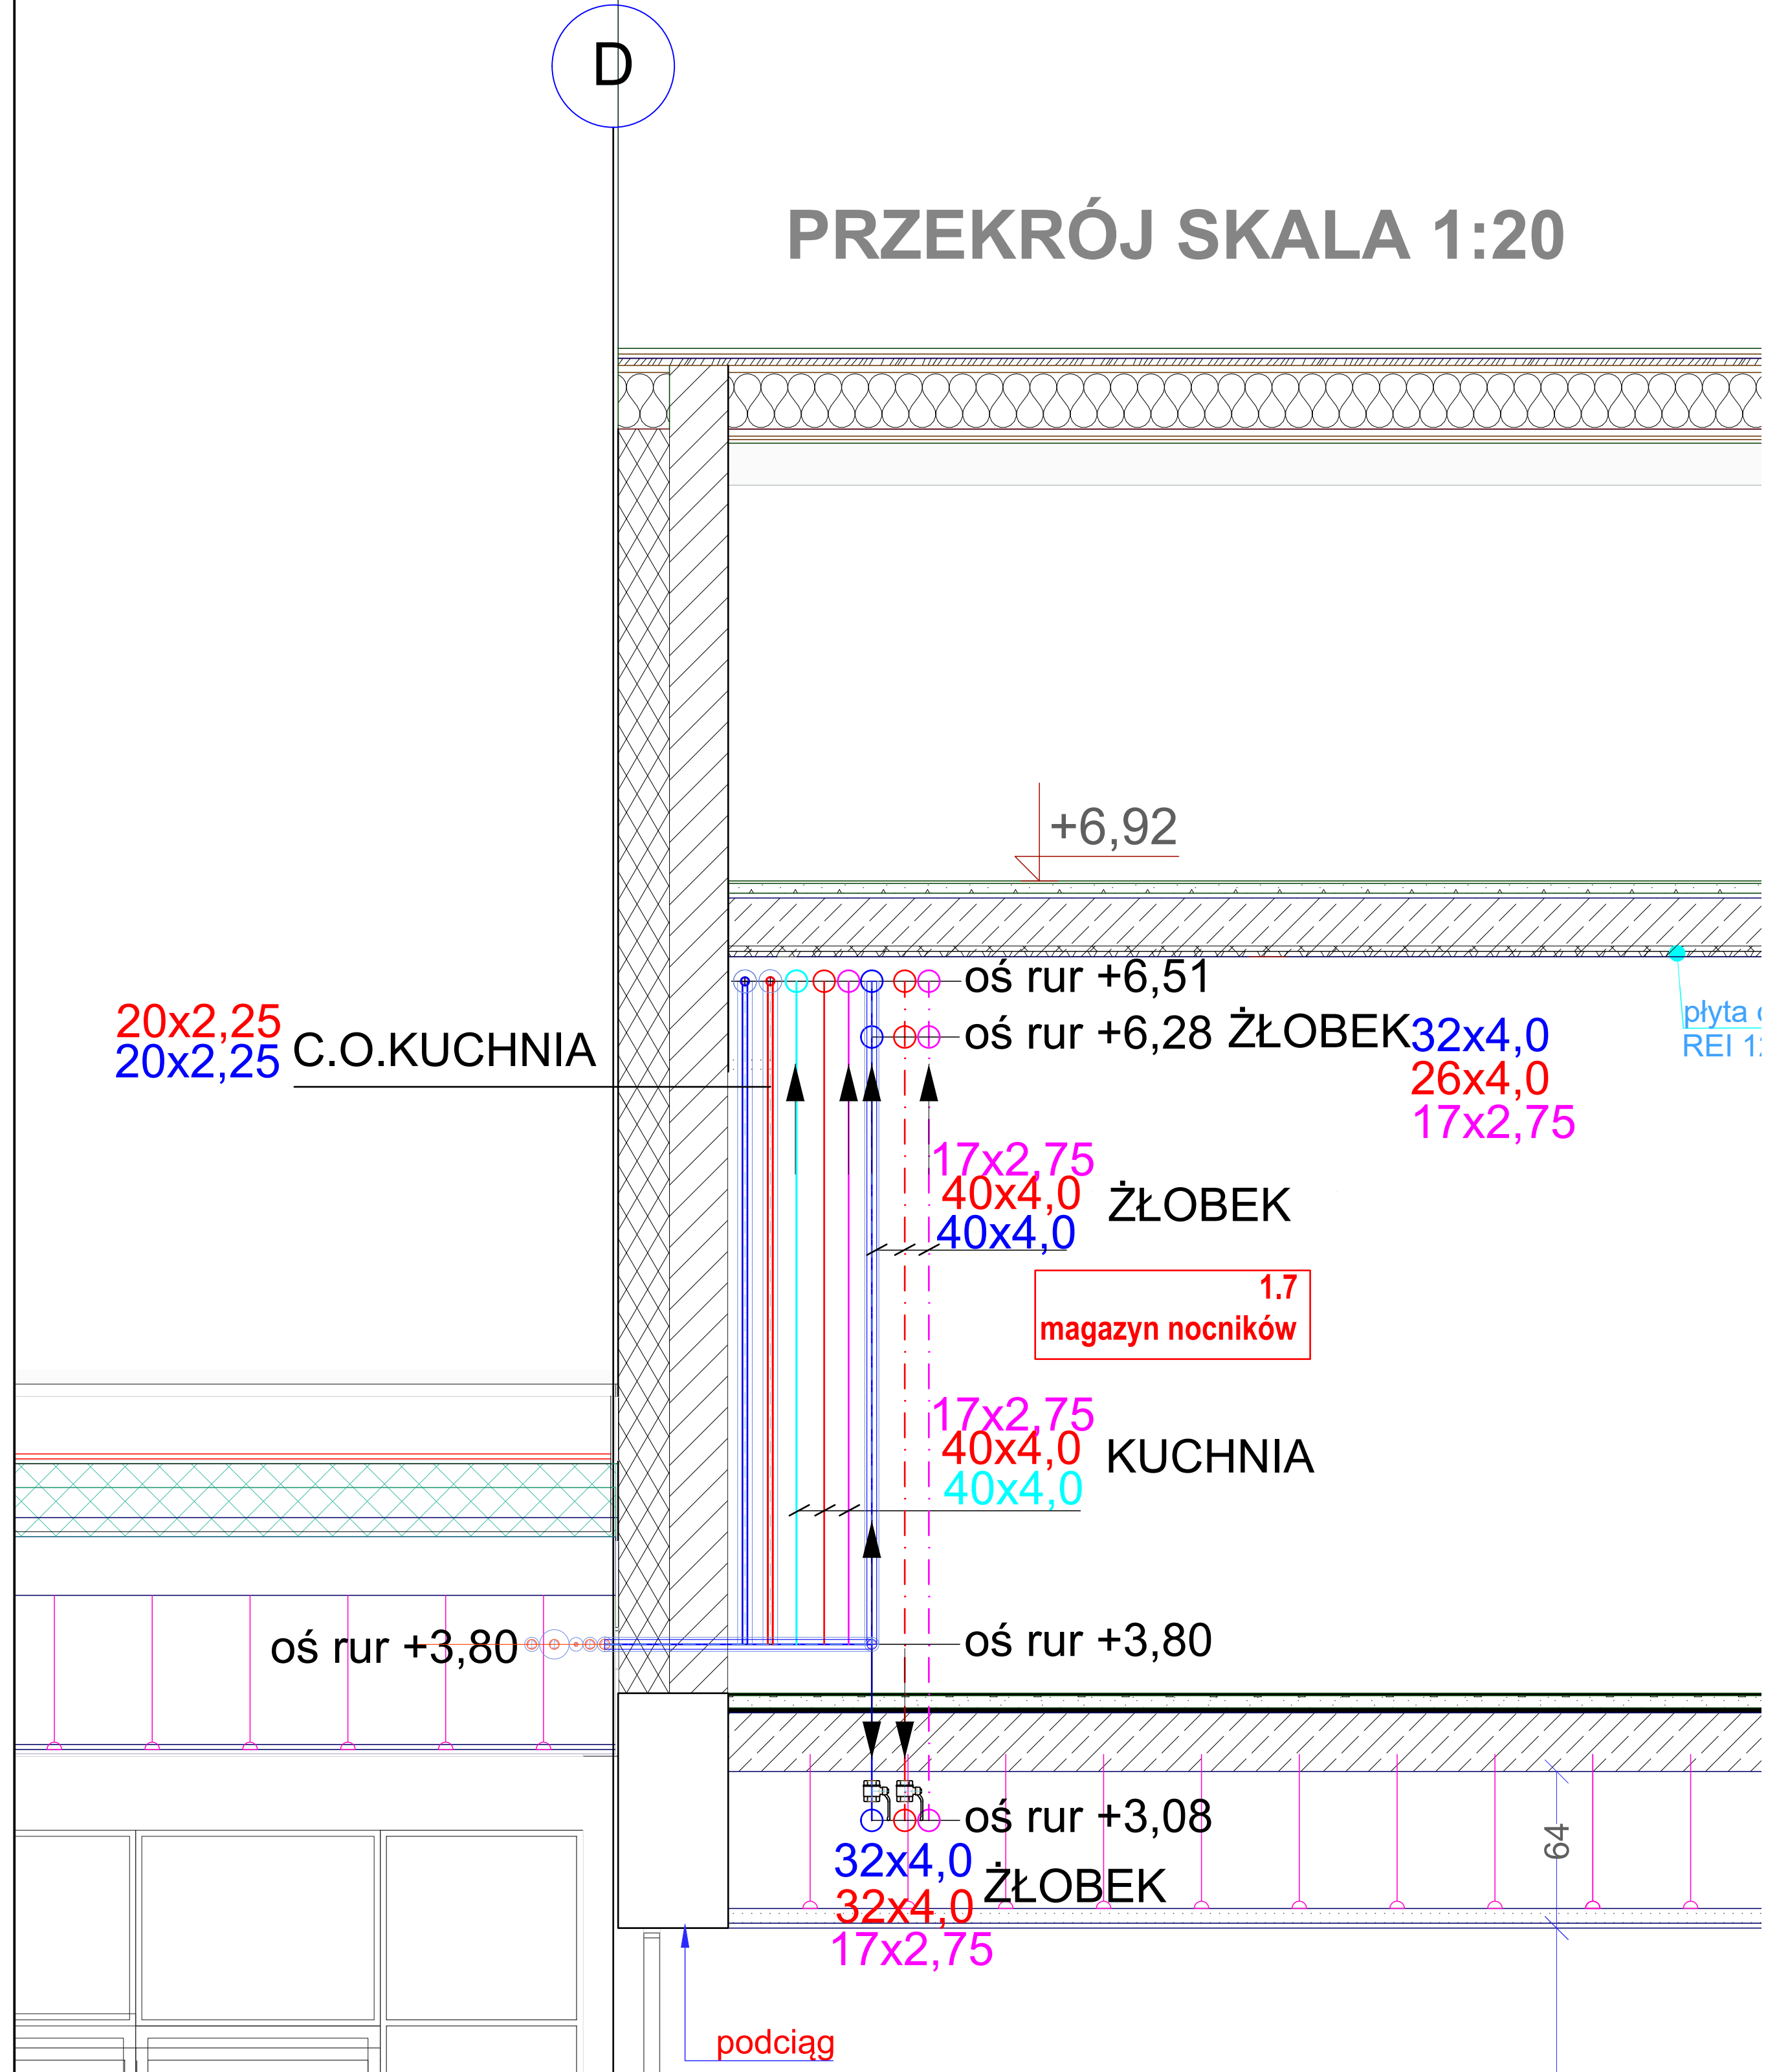 D
PRZEKRÓJ SKALA 1:20
+6,92
oś rur +6,51
oś rur +6,28 ŻŁOBEK
32x4,0
26x4,0
17x2,75
płyta
REI
20x2,25
20x2,25
C.O.KUCHNIA
17x2,75
40x4,0
40x4,0
ŻŁOBEK
1.7
magazyn nocników
17x2,75
40x4,0
40x4,0
KUCHNIA
oś rur +3,80
oś rur +3,80
oś rur +3,08
64
32x4,0
32x4,0
17x2,75
ŻŁOBEK
podciąg